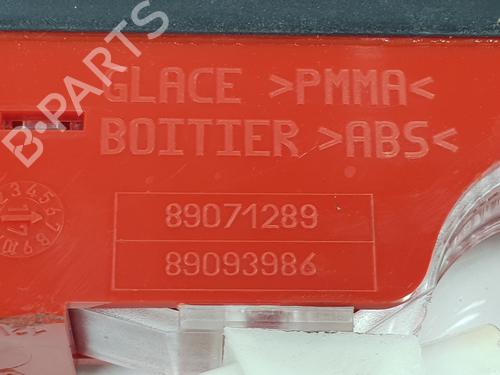 B-PARTS
GLACE >PMMA<
BOITIER >ABS<
89071289
89093986